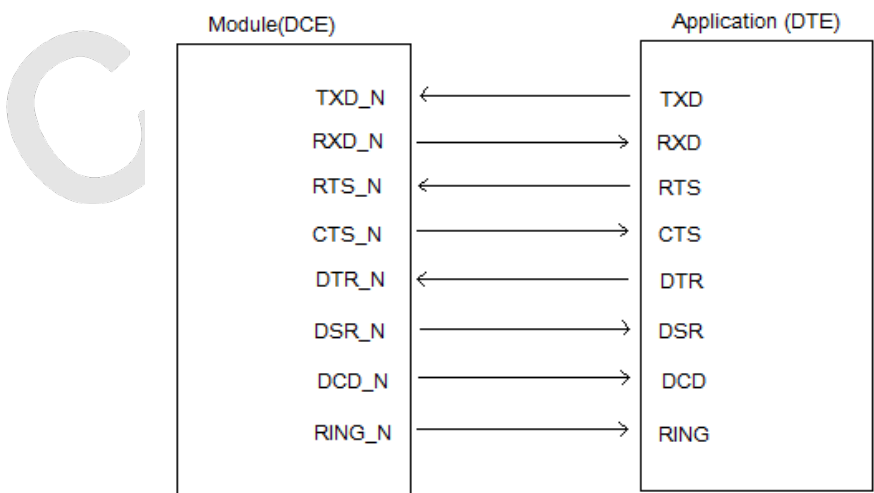 Module(DCE)
Application (DTE)
TXD_N
TXD
RXD_N
RXD
RTS_N
RTS
CTS_N
CTS
DTR_N
DTR
DSR_N
DSR
DCD_N
DCD
RING_N
RING